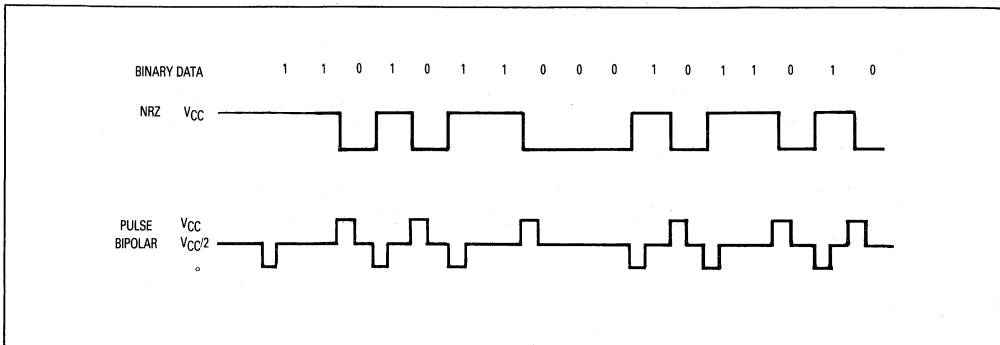 BINARY DATA 1 1 0 1 0 1 1 0 0 0 1 0 1 1 0 1 0
NRZ VCC
PULSE VCC
BIPOLAR VCC/2
0